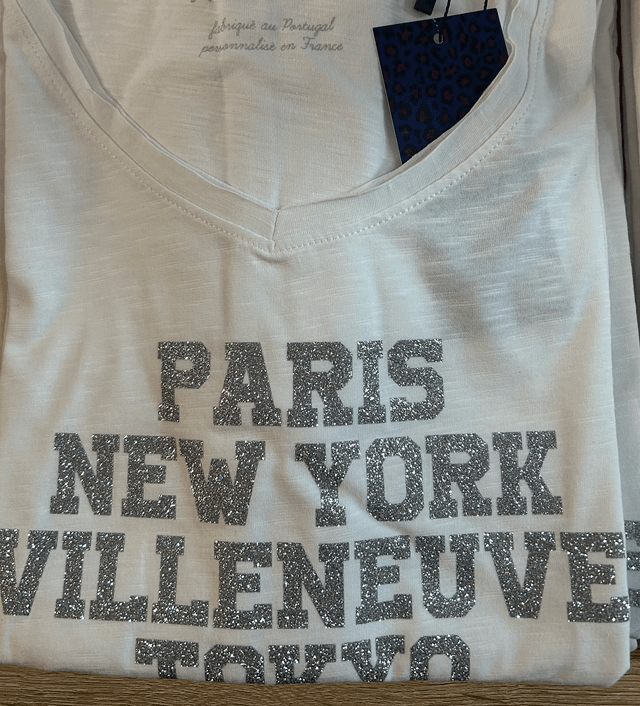 fabriqué au Portugal
personnalisé en France
PARIS
NEW YORK
VILLENEUVE
TOKYO